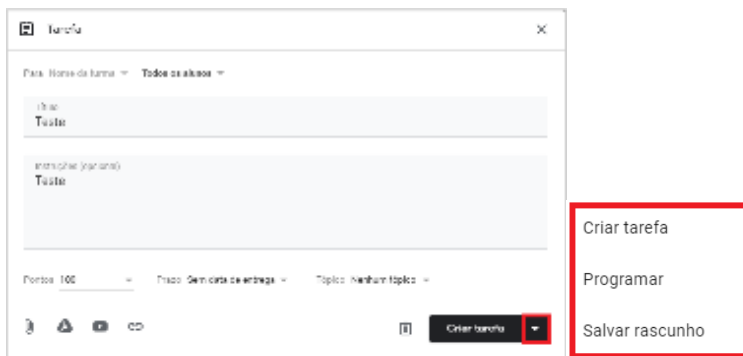 Tarefa
Para Nome da turma Todos os alunos
Título
Teste
Instruções (opcional)
Teste
Pontos 100 Prazo Sem data de entrega Tópico Nenhum tópico
Criar tarefa
Criar tarefa
Programar
Salvar rascunho